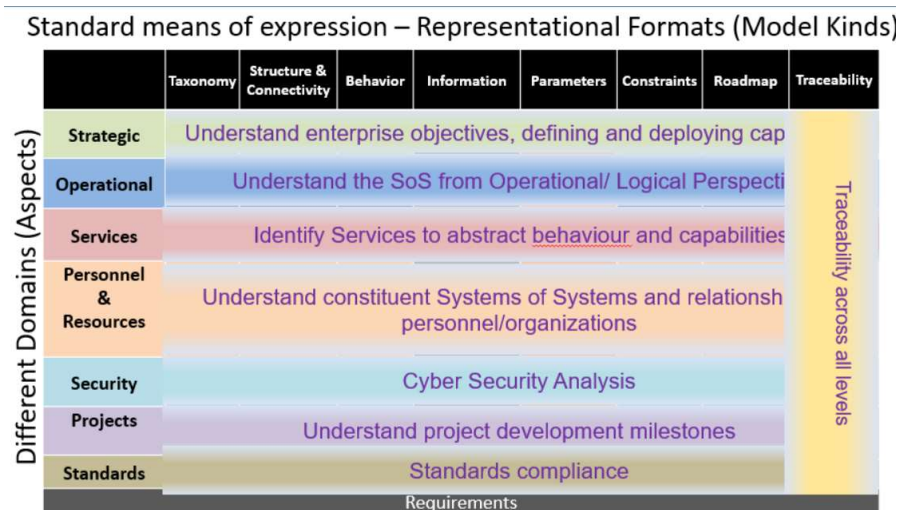 Standard means of expression – Representational Formats (Model Kinds)
Different Domains (Aspects)
Taxonomy
Structure &
Connectivity
Behavior
Information
Parameters
Constraints
Roadmap
Traceability
Strategic
Understand enterprise objectives, defining and deploying cap
Operational
Understand the SoS from Operational/ Logical Perspecti
Services
Identify Services to abstract behaviour and capabilities
Personnel
&
Resources
Understand constituent Systems of Systems and relationsh
personnel/organizations
Security
Cyber Security Analysis
Projects
Understand project development milestones
Standards
Standards compliance
Traceability across all levels
Requirements